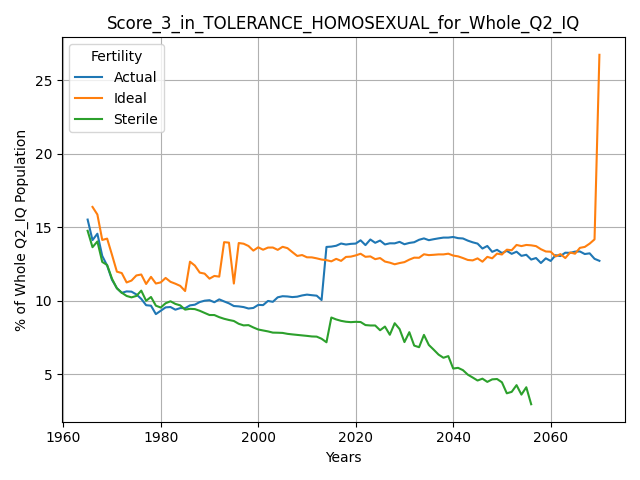 Score_3_in_TOLERANCE_HOMOSEXUAL_for_Whole_Q2_IQ
Fertility
Actual
Ideal
Sterile
% of Whole Q2_IQ Population
25
20
15
10
5
1960
1980
2000
2020
2040
2060
Years